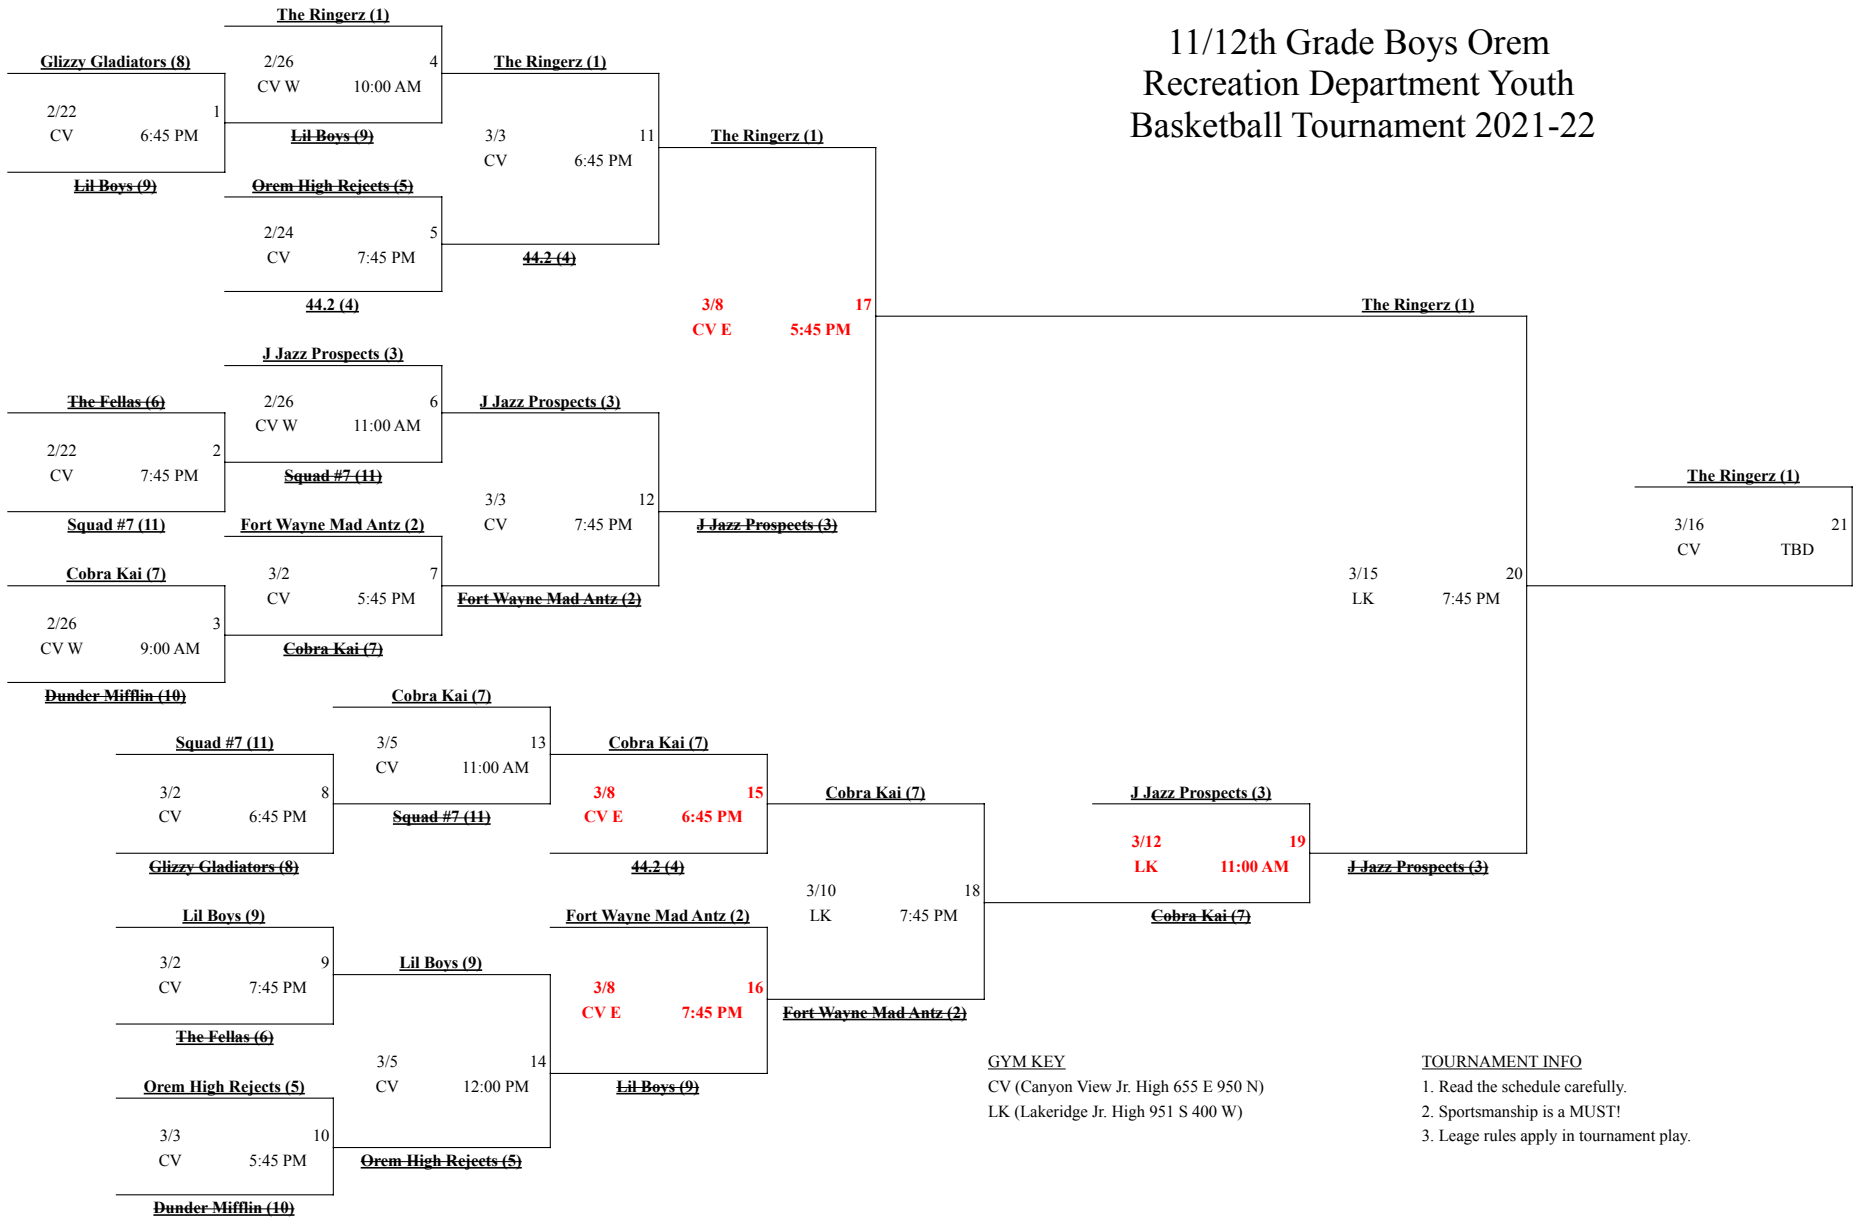 11/12th Grade Boys Orem
Recreation Department Youth
Basketball Tournament 2021-22
The Ringerz (1)
Glizzy Gladiators (8)
2/26 4
CV W 10:00 AM
The Ringerz (1)
2/22 1
CV 6:45 PM
Lil Boys (9)
3/3 11
CV 6:45 PM
The Ringerz (1)
Lil Boys (9)
Orem High Rejects (5)
2/24 5
CV 7:45 PM
44.2 (4)
44.2 (4)
3/8 17
CV E 5:45 PM
The Ringerz (1)
J Jazz Prospects (3)
The Fellas (6)
2/26 6
CV W 11:00 AM
J Jazz Prospects (3)
2/22 2
CV 7:45 PM
Squad #7 (11)
The Ringerz (1)
3/3 12
CV 7:45 PM
Squad #7 (11)
Fort Wayne Mad Antz (2)
J Jazz Prospects (3)
3/16 21
CV TBD
Cobra Kai (7)
3/2 7
CV 5:45 PM
Fort Wayne Mad Antz (2)
3/15 20
LK 7:45 PM
2/26 3
CV W 9:00 AM
Cobra Kai (7)
Dunder Mifflin (10)
Cobra Kai (7)
Squad #7 (11)
3/5 13
CV 11:00 AM
Cobra Kai (7)
3/2 8
CV 6:45 PM
Squad #7 (11)
3/8 15
CV E 6:45 PM
Cobra Kai (7)
J Jazz Prospects (3)
3/12 19
LK 11:00 AM
Glizzy Gladiators (8)
44.2 (4)
J Jazz Prospects (3)
3/10 18
LK 7:45 PM
Lil Boys (9)
Fort Wayne Mad Antz (2)
Cobra Kai (7)
3/2 9
CV 7:45 PM
Lil Boys (9)
3/8 16
CV E 7:45 PM
Fort Wayne Mad Antz (2)
The Fellas (6)
3/5 14
CV 12:00 PM
Orem High Rejects (5)
Lil Boys (9)
3/3 10
CV 5:45 PM
Orem High Rejects (5)
Dunder Mifflin (10)
GYM KEY
CV (Canyon View Jr. High 655 E 950 N)
LK (Lakeridge Jr. High 951 S 400 W)
TOURNAMENT INFO
1. Read the schedule carefully.
2. Sportsmanship is a MUST!
3. Leage rules apply in tournament play.